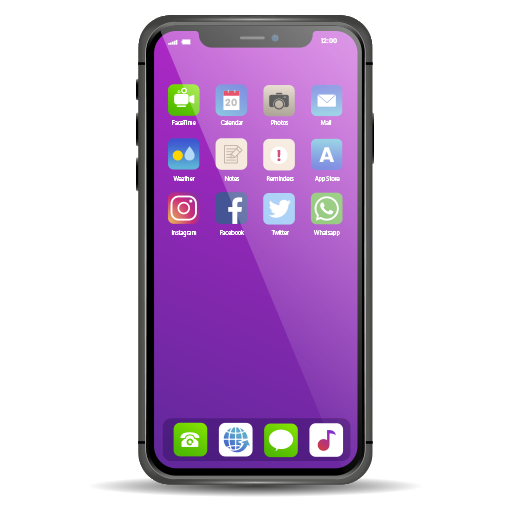 12:00
20
FaceTime
Calendar
Photos
Mail
Weather
Notes
Reminders
App Store
Instagram
Facebook
Twitter
Whatsapp